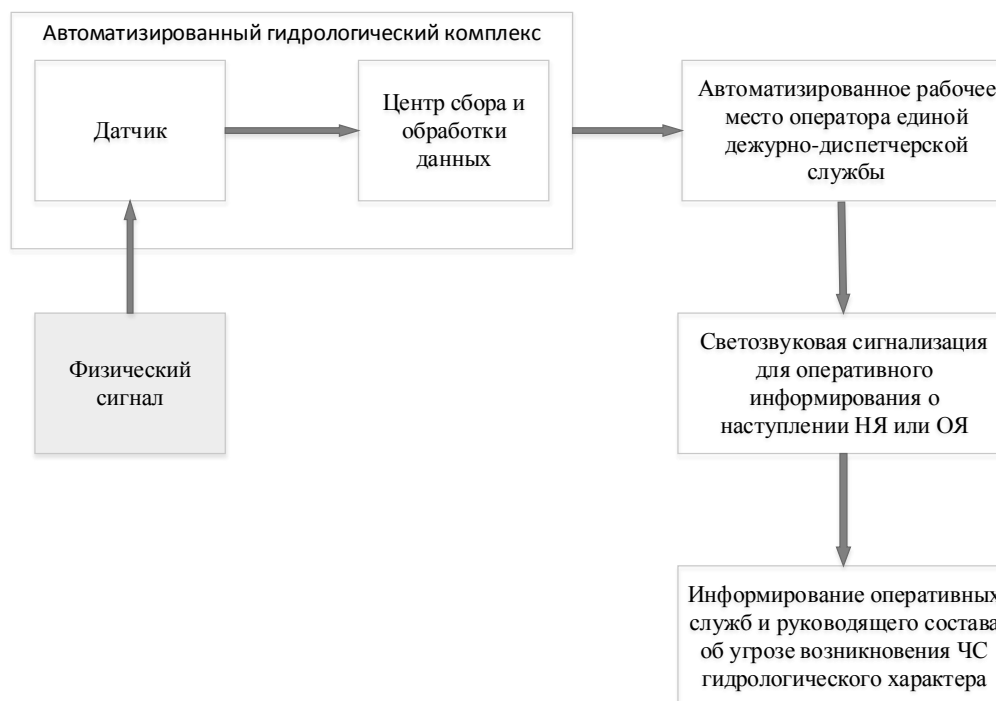 Автоматизированный гидрологический комплекс
Датчик
Центр сбора и
обработки
данных
Автоматизированное рабочее
место оператора единой
дежурно-диспетчерской
службы
Физический
сигнал
Светозвуковая сигнализация
для оперативного
информирования о
наступлении НЯ или ОЯ
Информирование оперативных
служб и руководящего состава
об угрозе возникновения ЧС
гидрологического характера